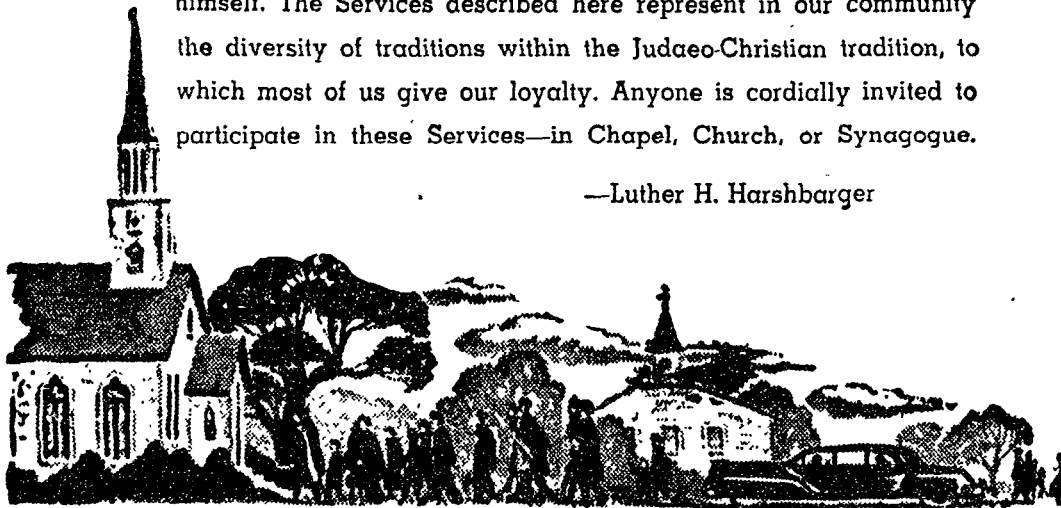 himself. The Services described here represent in our community
the diversity of traditions within the Judaeo-Christian tradition, to
which most of us give our loyalty. Anyone is cordially invited to
participate in these Services—in Chapel, Church, or Synagogue.
—Luther H. Harshbarger